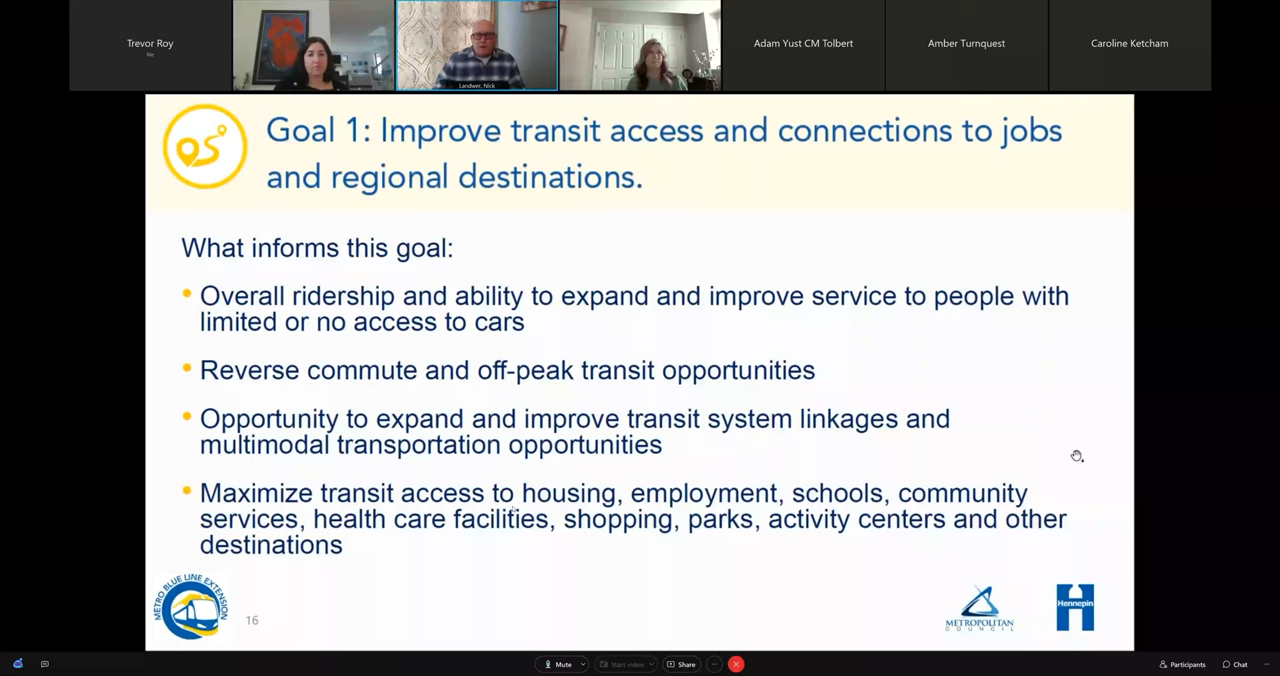 Trevor Roy
Me
Landwer, Nick
Adam Yust CM Tolbert
Amber Turnquest
Caroline Ketcham
Goal 1: Improve transit access and connections to jobs
and regional destinations.
What informs this goal:
• Overall ridership and ability to expand and improve service to people with
limited or no access to cars
• Reverse commute and off-peak transit opportunities
• Opportunity to expand and improve transit system linkages and
multimodal transportation opportunities
• Maximize transit access to housing, employment, schools, community
services, health care facilities, shopping, parks, activity centers and other
destinations
METRO BLUE LINE EXTENSION
16
METROPOLITAN
COUNCIL
Hennepin
Mute
Start video
Share
Participants
Chat